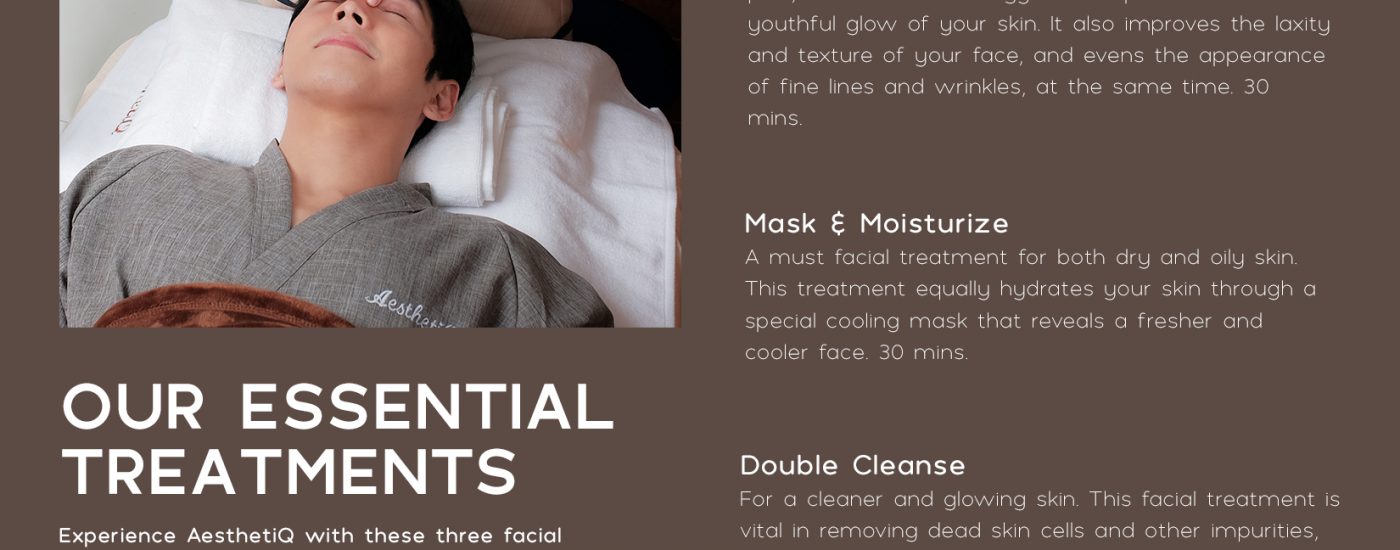 AesthetiQ
OUR ESSENTIAL
TREATMENTS
Experience AesthetiQ with these three facial
youthful glow of your skin. It also improves the laxity
and texture of your face, and evens the appearance
of fine lines and wrinkles, at the same time. 30
mins.
Mask & Moisturize
A must facial treatment for both dry and oily skin.
This treatment equally hydrates your skin through a
special cooling mask that reveals a fresher and
cooler face. 30 mins.
Double Cleanse
For a cleaner and glowing skin. This facial treatment is
vital in removing dead skin cells and other impurities,